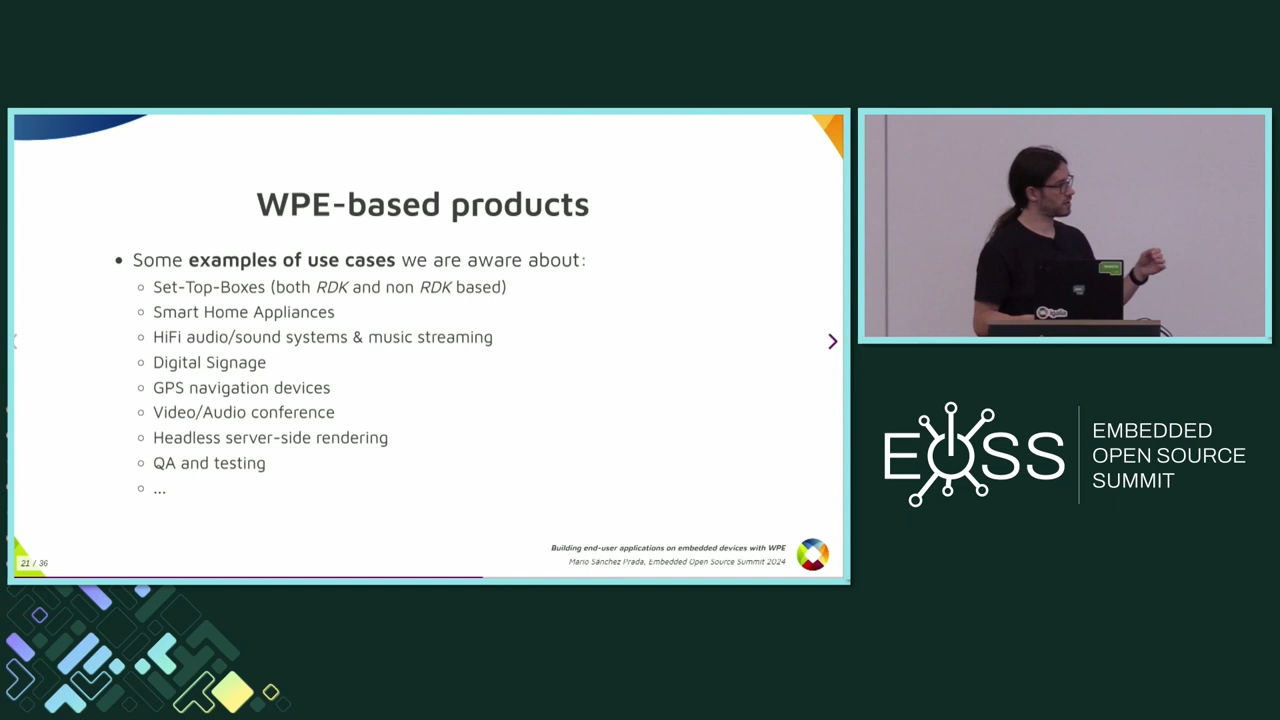 WPE-based products
• Some examples of use cases we are aware about:
◦ Set-Top-Boxes (both RDK and non RDK based)
◦ Smart Home Appliances
◦ HiFi audio/sound systems & music streaming
◦ Digital Signage
◦ GPS navigation devices
◦ Video/Audio conference
◦ Headless server-side rendering
◦ QA and testing
◦ ...
21 / 36
Building end-user applications on embedded devices with WPE
Mario Sánchez Prada, Embedded Open Source Summit 2024
EOSS
EMBEDDED
OPEN SOURCE
SUMMIT